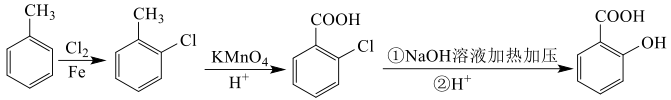 CH₃
Cl₂
Fe
CH₃
Cl
KMnO₄
H⁺
COOH
Cl
①NaOH溶液加热加压
②H⁺
COOH
OH